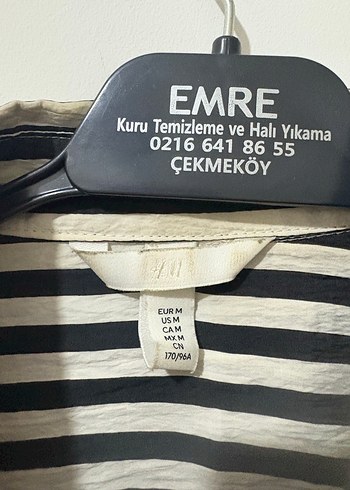 EMRE
Kuru Temizleme ve Halı Yıkama
0216 641 86 55
ÇEKMEKÖY
H&M
EUR M
US M
CA M
MX M
CN
170/96A